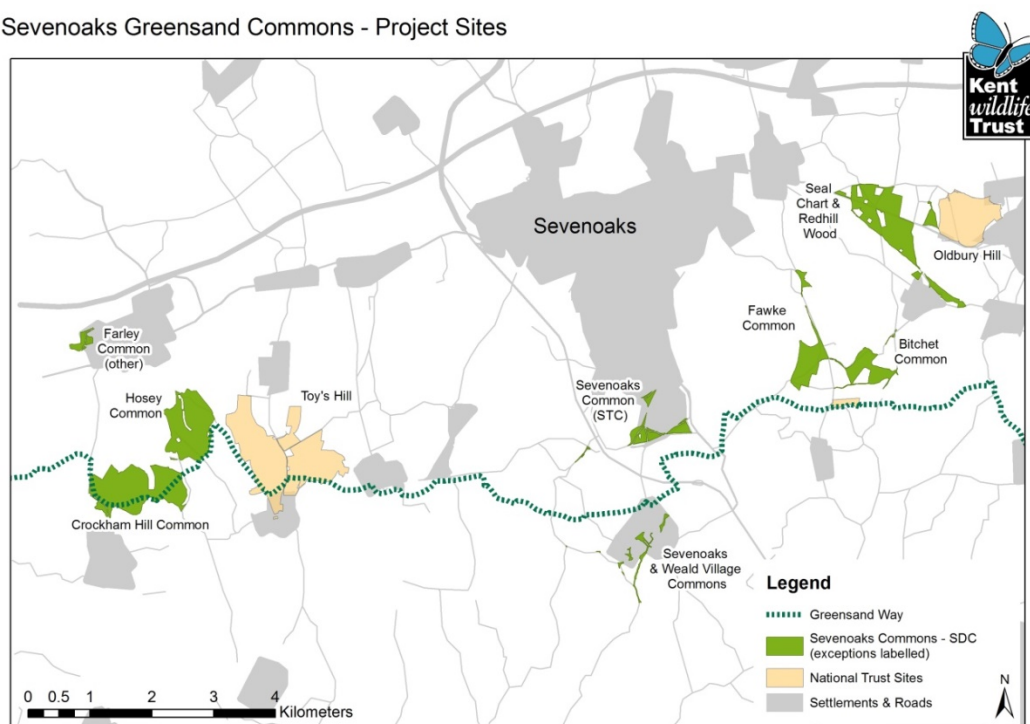 Sevenoaks Greensand Commons - Project Sites
Kent
wildlife
Trust
Sevenoaks
Seal
Chart &
Redhill
Wood
Oldbury Hill
Fawke
Common
Bitchet
Common
Farley
Common
(other)
Hosey
Common
Toy's Hill
Sevenoaks
Common
(STC)
Crockham Hill Common
Sevenoaks
& Weald Village
Commons
Legend
Greensand Way
Sevenoaks Commons - SDC
(exceptions labelled)
National Trust Sites
Settlements & Roads
0 0.5 1 2 3 4
Kilometers
N